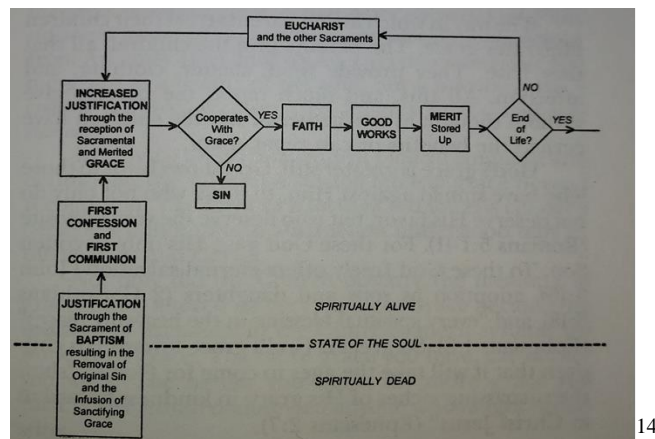 EUCHARIST
and the other Sacraments
NO
INCREASED
JUSTIFICATION
through the
reception of
Sacramental
and Merited
GRACE
Cooperates
With
Grace?
YES
FAITH
GOOD
WORKS
MERIT
Stored
Up
End
of
Life?
YES
NO
SIN
FIRST
CONFESSION
and
FIRST
COMMUNION
JUSTIFICATION
through the
Sacrament of
BAPTISM
resulting in the
Removal of
Original Sin
and the
Infusion of
Sanctifying
Grace
SPIRITUALLY ALIVE
STATE OF THE SOUL
SPIRITUALLY DEAD
14